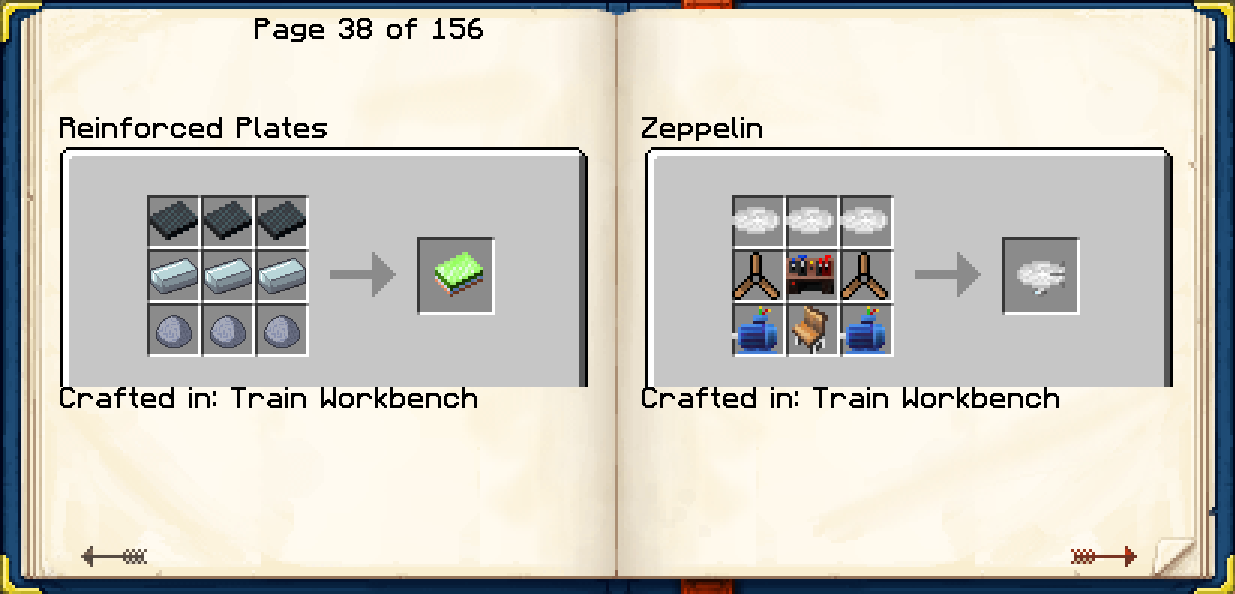 Page 38 of 156
Reinforced Plates
Crafted in: Train Workbench
Zeppelin
Crafted in: Train Workbench